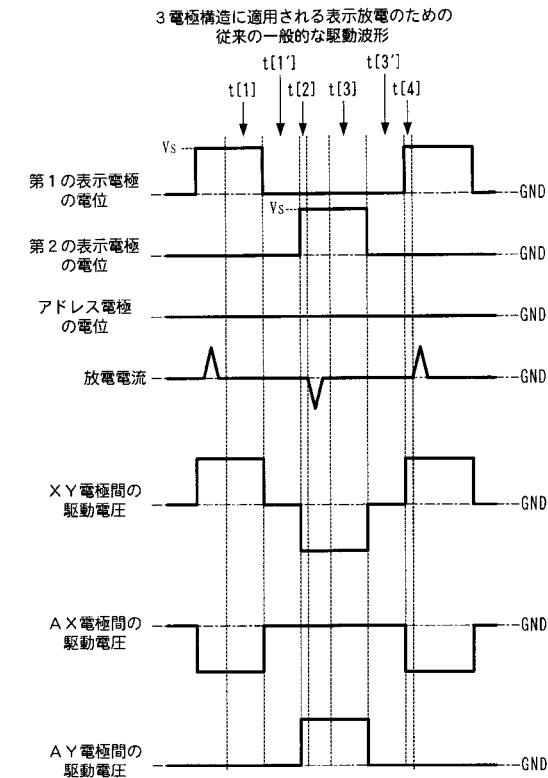 ３電極構造に適用される表示放電のための
従来の一般的な駆動波形
t[1'] t[3']
t[1] t[2] t[3] t[4]
Vs
第１の表示電極
の電位
GND
Vs
第２の表示電極
の電位
GND
アドレス電極
の電位
GND
放電電流
GND
ＸＹ電極間の
駆動電圧
GND
ＡＸ電極間の
駆動電圧
GND
ＡＹ電極間の
駆動電圧
GND